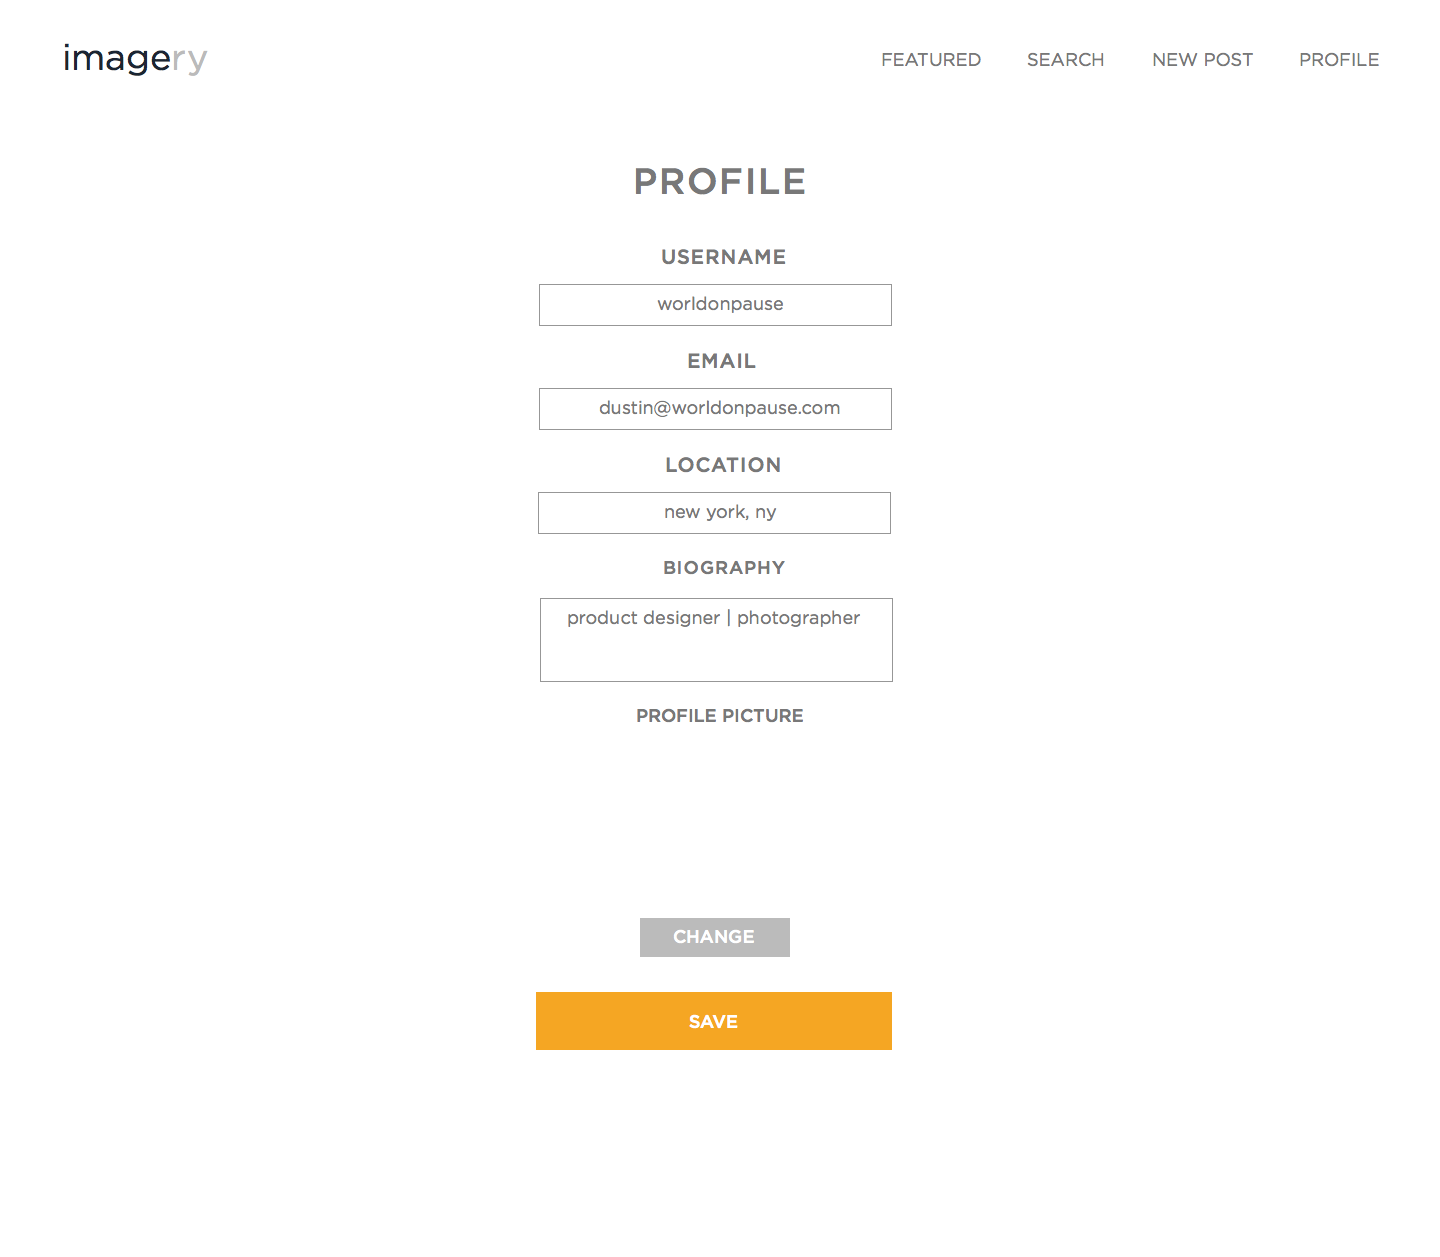 imagery
FEATURED SEARCH NEW POST PROFILE
PROFILE
USERNAME
worldonpause
EMAIL
dustin@worldonpause.com
LOCATION
new york, ny
BIOGRAPHY
product designer | photographer
PROFILE PICTURE
CHANGE
SAVE